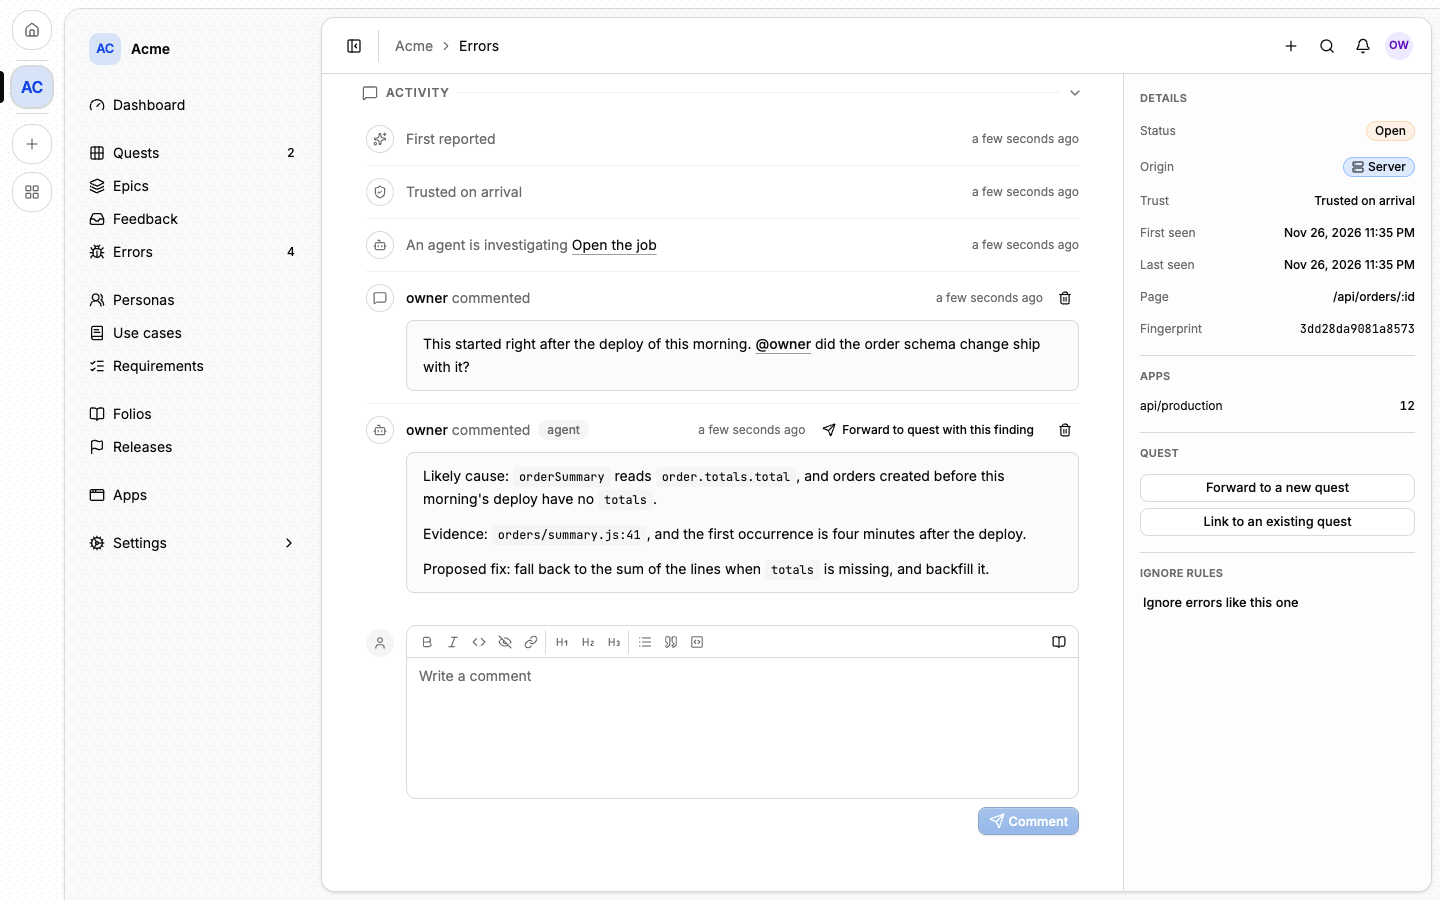 AC
Acme
AC
Dashboard
Quests 2
Epics
Feedback
Errors 4
Personas
Use cases
Requirements
Folios
Releases
Apps
Settings
Acme > Errors
OW
ACTIVITY
First reported a few seconds ago
Trusted on arrival a few seconds ago
An agent is investigating Open the job a few seconds ago
owner commented a few seconds ago
This started right after the deploy of this morning. @owner did the order schema change ship
with it?
owner commented agent a few seconds ago Forward to quest with this finding
Likely cause: orderSummary reads order.totals.total, and orders created before this
morning's deploy have no totals.
Evidence: orders/summary.js:41, and the first occurrence is four minutes after the deploy.
Proposed fix: fall back to the sum of the lines when totals is missing, and backfill it.
B I H1 H2 H3
Write a comment
Comment
DETAILS
Status Open
Origin Server
Trust Trusted on arrival
First seen Nov 26, 2026 11:35 PM
Last seen Nov 26, 2026 11:35 PM
Page /api/orders/:id
Fingerprint 3dd28da9081a8573
APPS
api/production 12
QUEST
Forward to a new quest
Link to an existing quest
IGNORE RULES
Ignore errors like this one